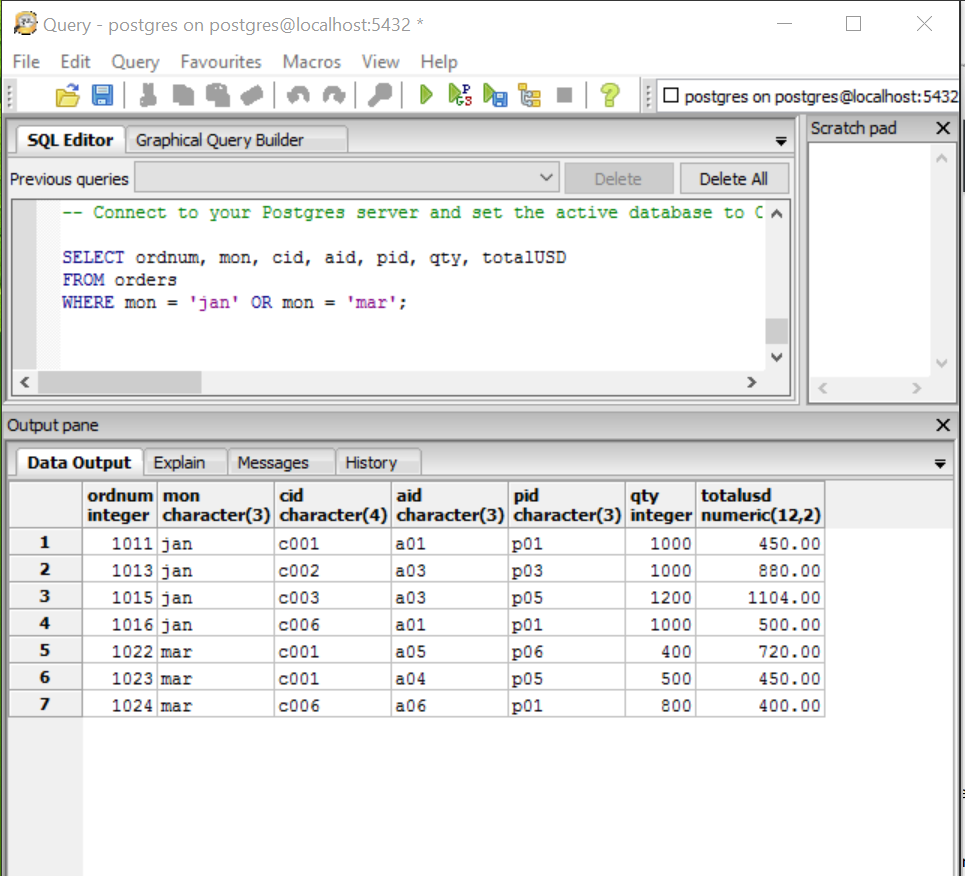 Query - postgres on postgres@localhost:5432 *
File Edit Query Favourites Macros View Help
postgres on postgres@localhost:5432
SQL Editor Graphical Query Builder
Scratch pad
Previous queries Delete Delete All
-- Connect to your Postgres server and set the active database to C
SELECT ordnum, mon, cid, aid, pid, qty, totalUSD
FROM orders
WHERE mon = 'jan' OR mon = 'mar';
Output pane
Data Output Explain Messages History
ordnum mon cid aid pid qty totalusd
integer character(3) character(4) character(3) character(3) integer numeric(12,2)
1 1011 jan c001 a01 p01 1000 450.00
2 1013 jan c002 a03 p03 1000 880.00
3 1015 jan c003 a03 p05 1200 1104.00
4 1016 jan c006 a01 p01 1000 500.00
5 1022 mar c001 a05 p06 400 720.00
6 1023 mar c001 a04 p05 500 450.00
7 1024 mar c006 a06 p01 800 400.00